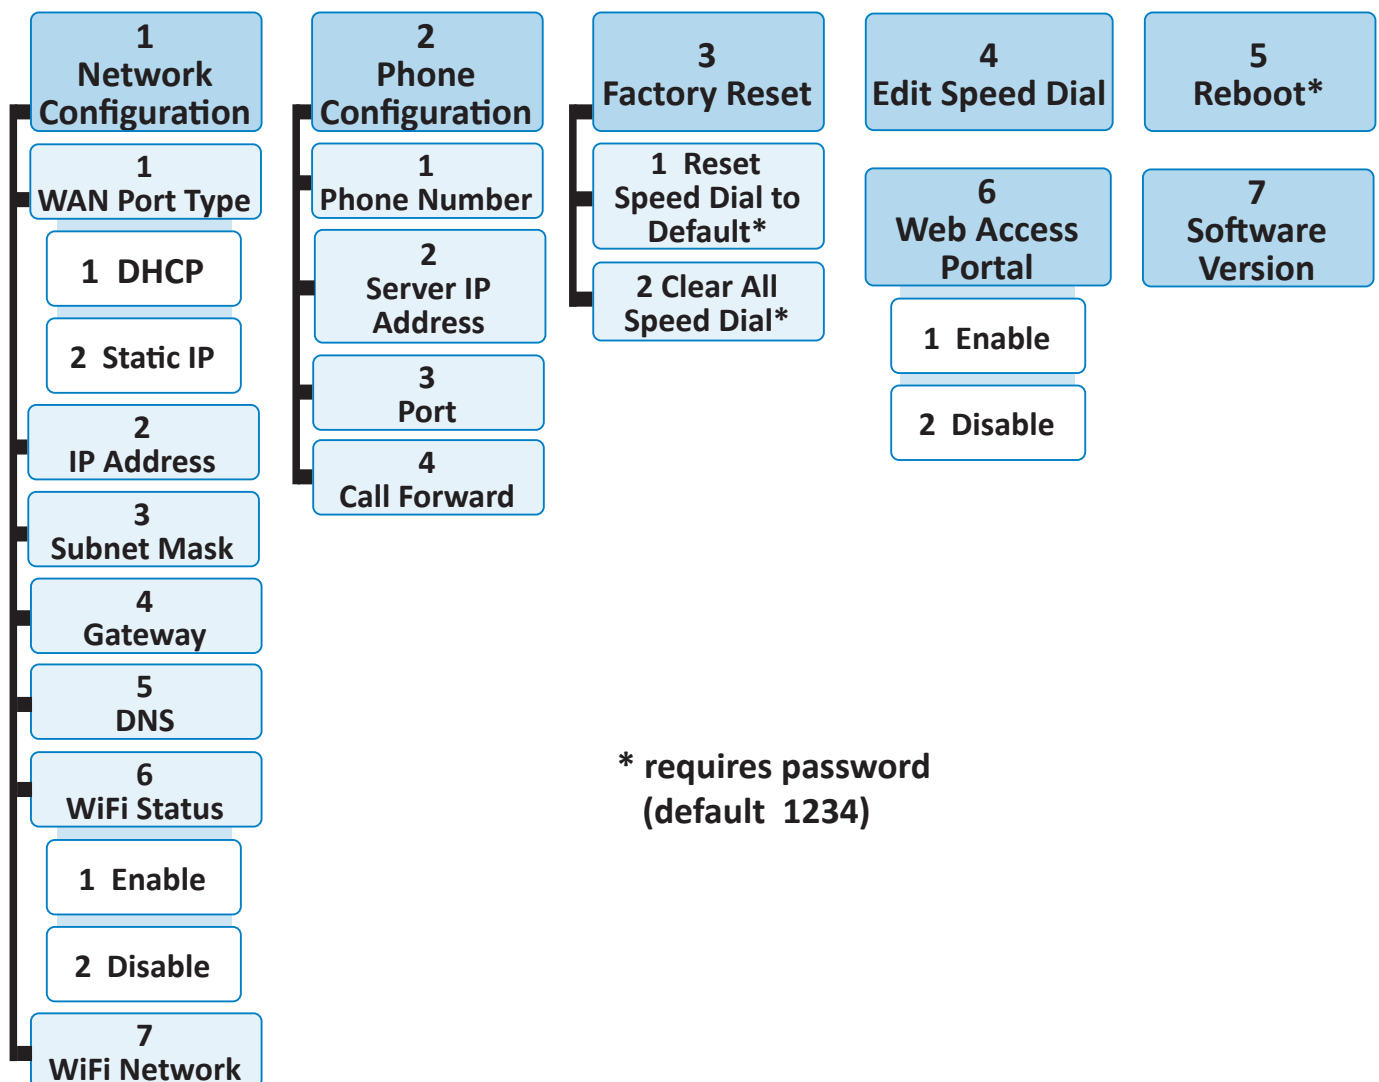 1
Network
Configuration
1
WAN Port Type
1 DHCP
2 Static IP
2
IP Address
3
Subnet Mask
4
Gateway
5
DNS
6
WiFi Status
1 Enable
2 Disable
7
WiFi Network
2
Phone
Configuration
1
Phone Number
2
Server IP
Address
3
Port
4
Call Forward
3
Factory Reset
1 Reset
Speed Dial to
Default*
2 Clear All
Speed Dial*
4
Edit Speed Dial
5
Reboot*
6
Web Access
Portal
1 Enable
2 Disable
7
Software
Version
* requires password
(default 1234)